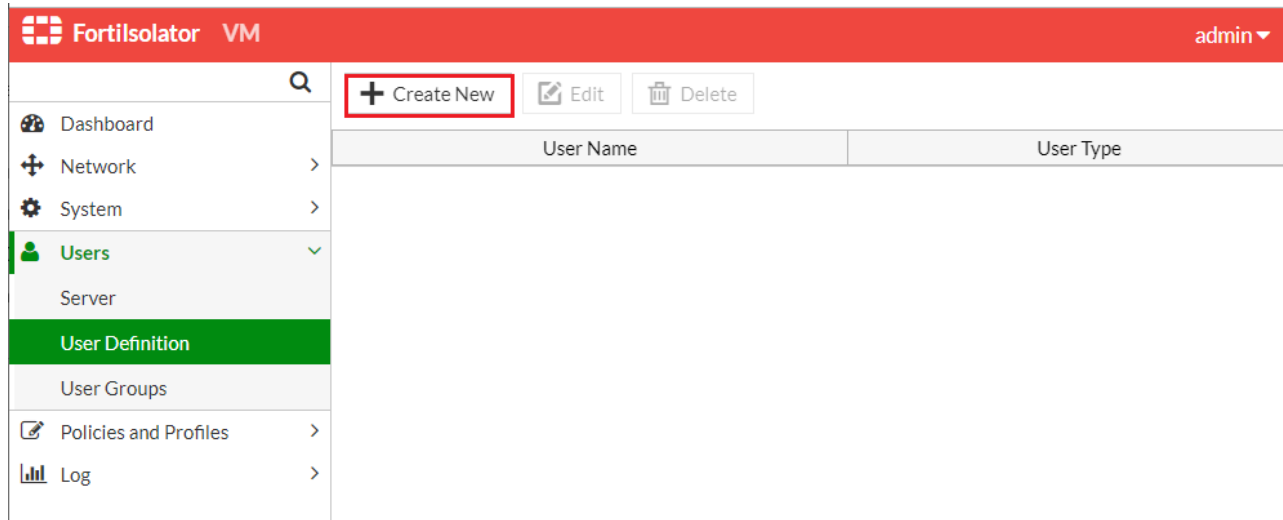 FortiIsolator VM
admin
Create New Edit Delete
User Name User Type
Dashboard
Network
System
Users
Server
User Definition
User Groups
Policies and Profiles
Log